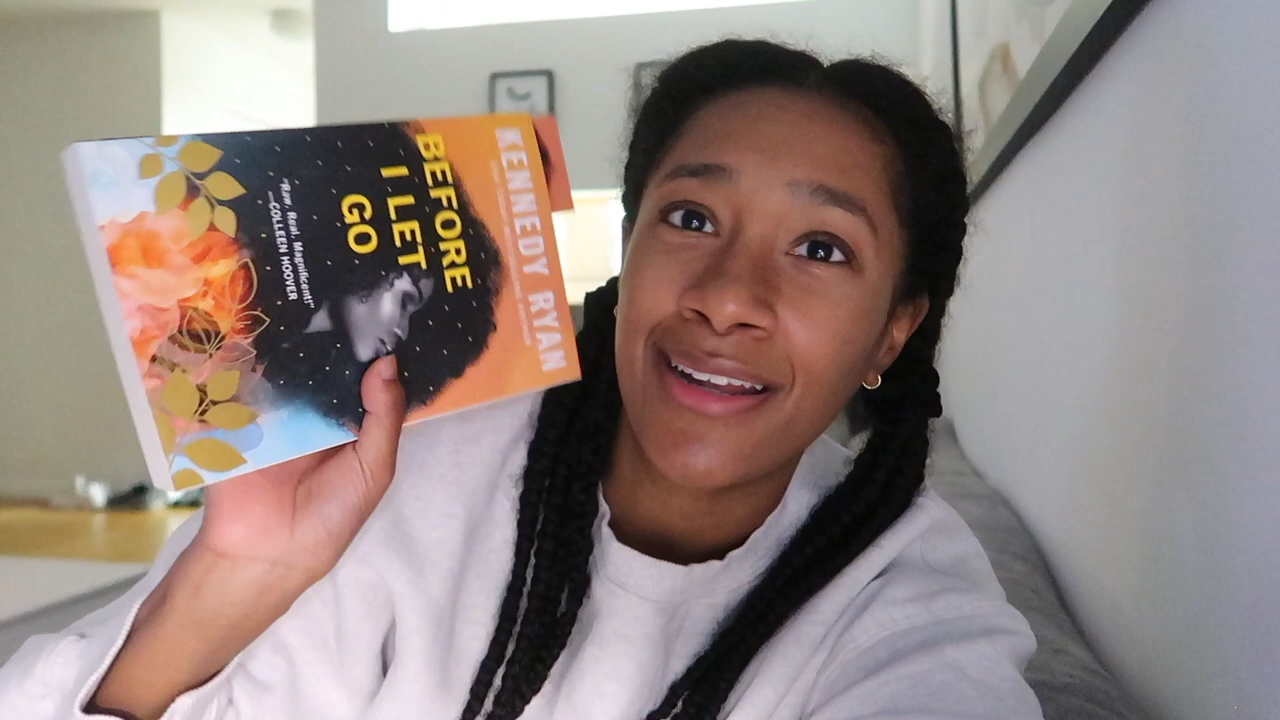 KENNEDY RYAN
BEFORE
I LET
GO
"Raw, Real, Magnificent!"
—COLLEEN HOOVER